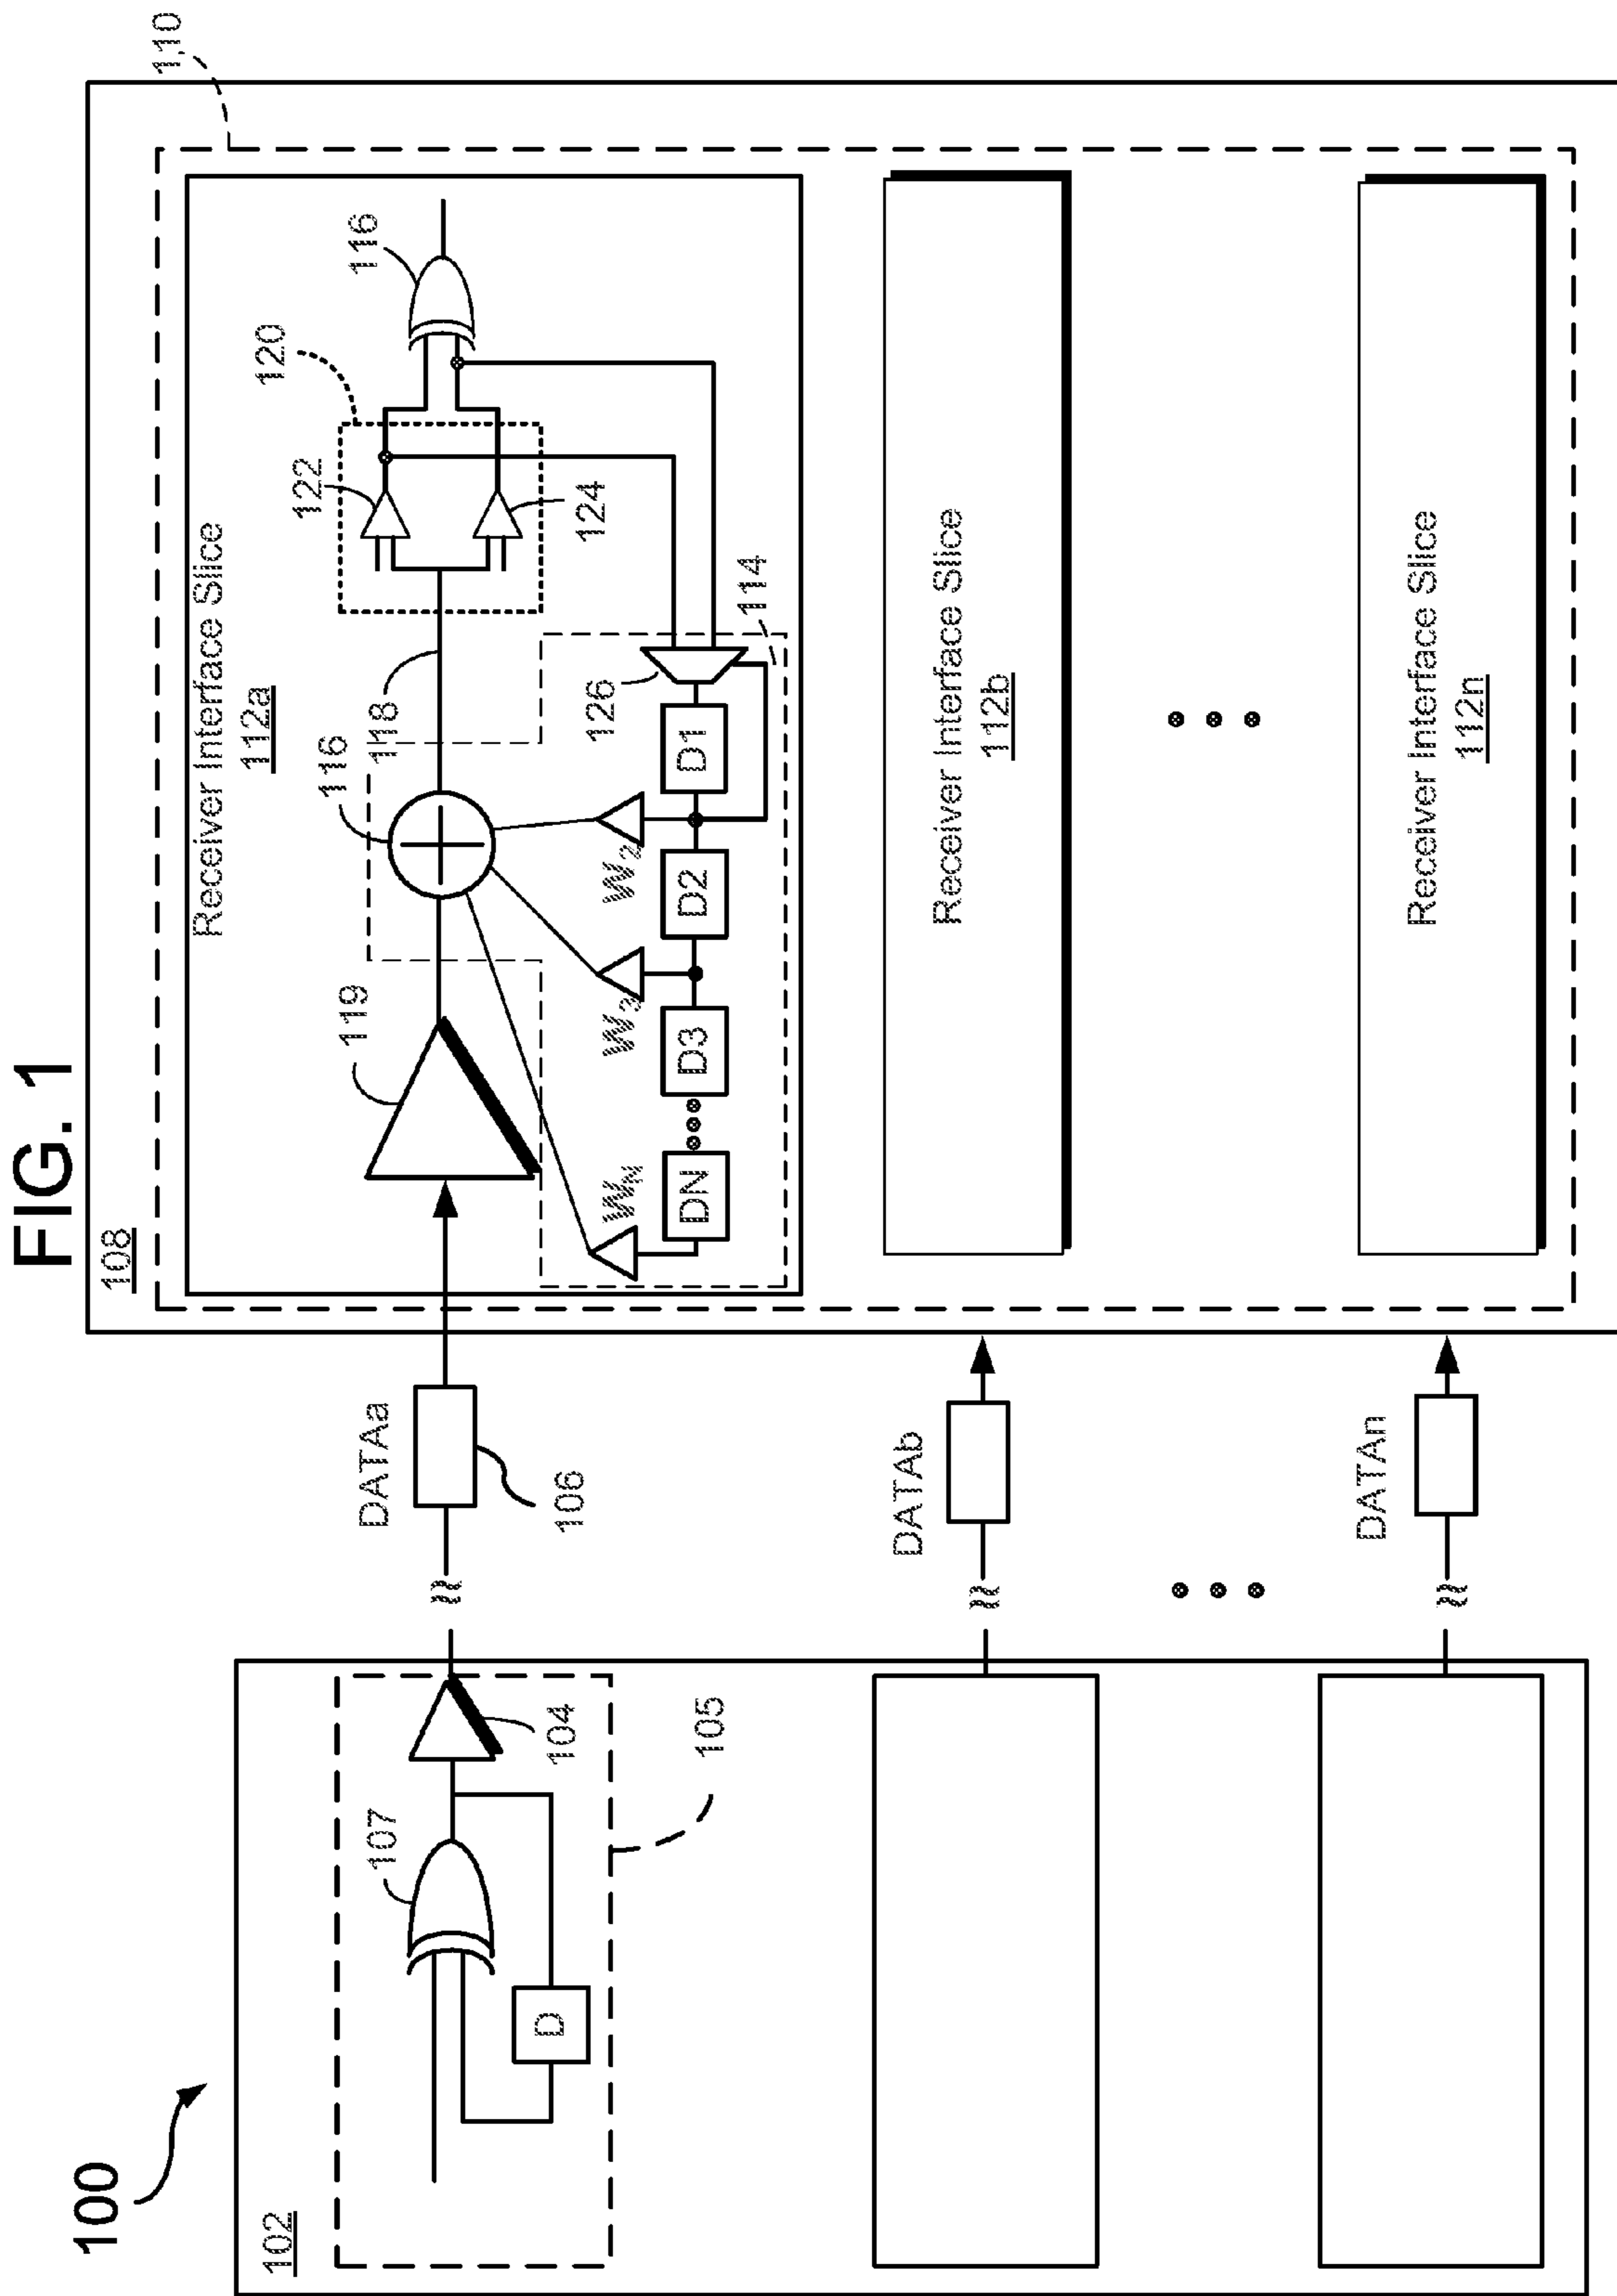 FIG. 1
100
102
107
D
104
105
DATAa
106
DATAb
DATAn
108
110
Receiver Interface Slice
112a
119
116
118
120
122
124
116
126
114
D1
D2
D3
DN
W2
W3
WN
Receiver Interface Slice
112b
Receiver Interface Slice
112n